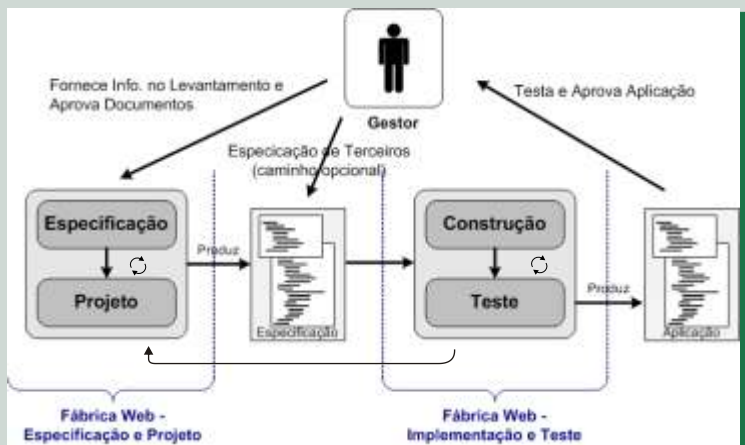 Fornece Info. no Levantamento e
Aprova Documentos
Gestor
Testa e Aprova Aplicação
Especicação de Terceiros
(caminho opcional)
Especificação
Projeto
Produz
Especificação
Construção
Teste
Produz
Aplicação
Fábrica Web -
Especificação e Projeto
Fábrica Web -
Implementação e Teste